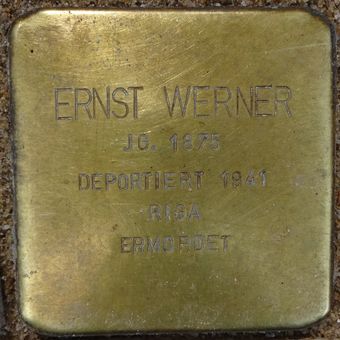 ERNST WERNER
JG. 1875
DEPORTIERT 1941
RIGA
ERMORDET